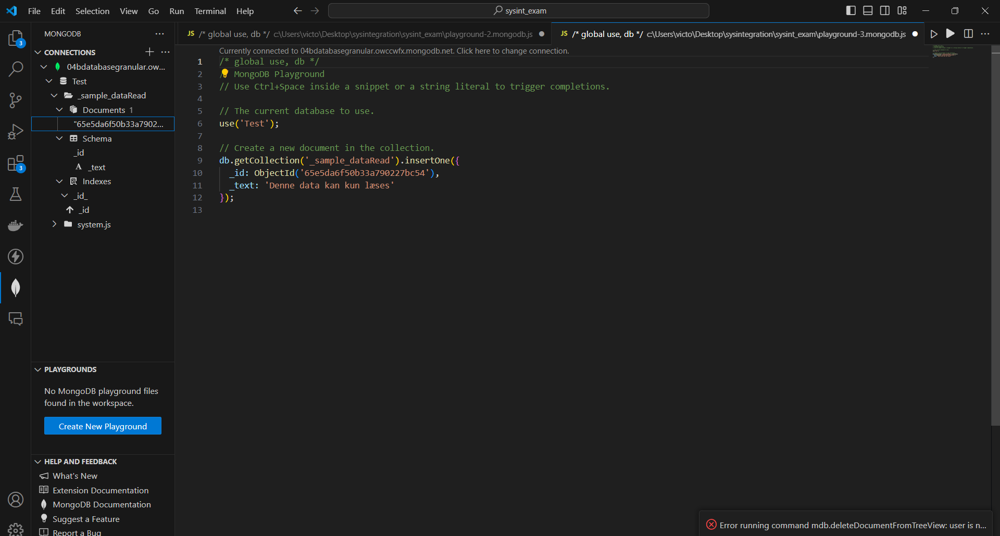 File Edit Selection View Go Run Terminal Help
sysint_exam
MONGODB
JS /* global use, db */ c:\Users\victo\Desktop\sysintegration\sysint_exam\playground-2.mongodb.js
JS /* global use, db */ c:\Users\victo\Desktop\sysintegration\sysint_exam\playground-3.mongodb.js
3
CONNECTIONS
04bdatabasegranular.ow...
Test
_sample_dataRead
Documents 1
"65e5da6f50b33a7902...
Schema
_id
A _text
3
Indexes
_id_
_id
system.js
Currently connected to 04bdatabasegranular.owccwfx.mongodb.net. Click here to change connection.
1 /* global use, db */
2 MongoDB Playground
3 // Use Ctrl+Space inside a snippet or a string literal to trigger completions.
4
5 // The current database to use.
6 use('Test');
7
8 // Create a new document in the collection.
9 db.getCollection('_sample_dataRead').insertOne({
10 _id: ObjectId('65e5da6f50b33a790227bc54'),
11 _text: 'Denne data kan kun læses'
12 });
13
PLAYGROUNDS
No MongoDB playground files
found in the workspace.
Create New Playground
HELP AND FEEDBACK
What's New
Extension Documentation
MongoDB Documentation
Suggest a Feature
Report a Bug
Error running command mdb.deleteDocumentFromTreeView: user is n...